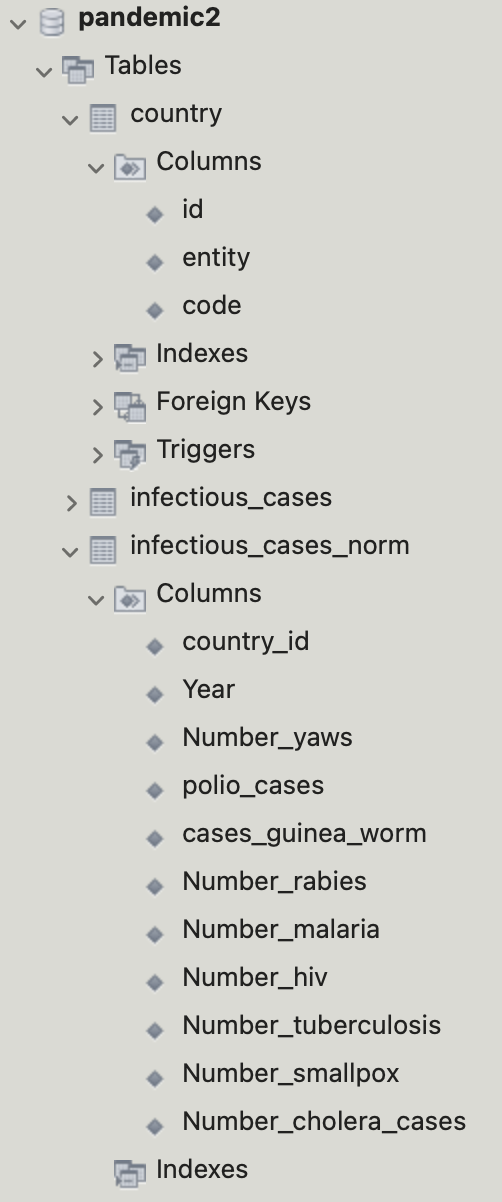 pandemic2
Tables
country
Columns
id
entity
code
Indexes
Foreign Keys
Triggers
infectious_cases
infectious_cases_norm
Columns
country_id
Year
Number_yaws
polio_cases
cases_guinea_worm
Number_rabies
Number_malaria
Number_hiv
Number_tuberculosis
Number_smallpox
Number_cholera_cases
Indexes